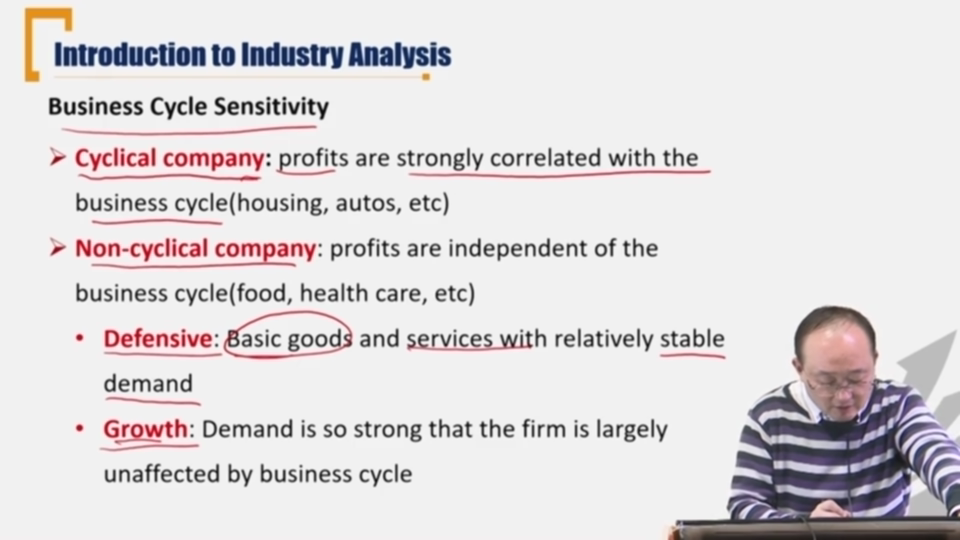 Introduction to Industry Analysis
Business Cycle Sensitivity
Cyclical company: profits are strongly correlated with the
business cycle(housing, autos, etc)
Non-cyclical company: profits are independent of the
business cycle(food, health care, etc)
Defensive: Basic goods and services with relatively stable
demand
Growth: Demand is so strong that the firm is largely
unaffected by business cycle